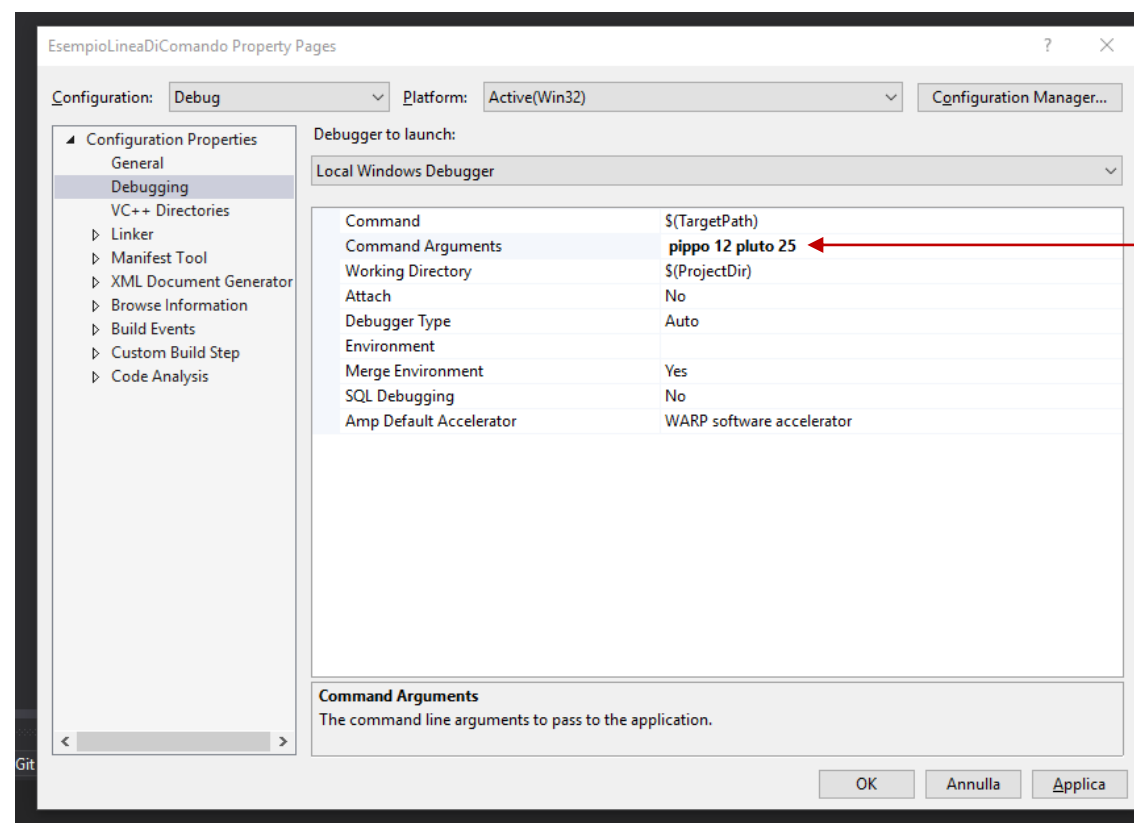 EsempioLineaDiComando Property Pages
?
Configuration: Debug Platform: Active(Win32) Configuration Manager...
Configuration Properties
General
Debugging
VC++ Directories
Linker
Manifest Tool
XML Document Generator
Browse Information
Build Events
Custom Build Step
Code Analysis
Debugger to launch:
Local Windows Debugger
Command $(TargetPath)
Command Arguments pippo 12 pluto 25
Working Directory $(ProjectDir)
Attach No
Debugger Type Auto
Environment
Merge Environment Yes
SQL Debugging No
Amp Default Accelerator WARP software accelerator
Command Arguments
The command line arguments to pass to the application.
Git
OK Annulla Applica